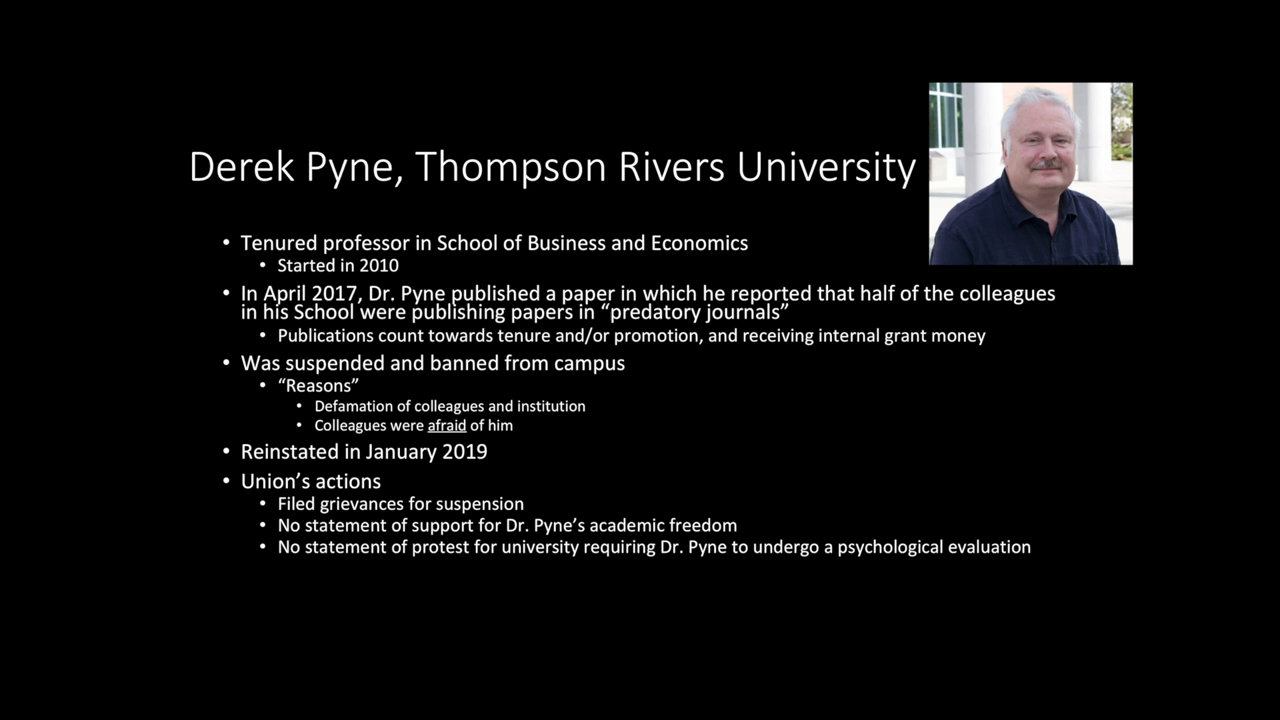 Derek Pyne, Thompson Rivers University
• Tenured professor in School of Business and Economics
• Started in 2010
• In April 2017, Dr. Pyne published a paper in which he reported that half of the colleagues
in his School were publishing papers in “predatory journals”
• Publications count towards tenure and/or promotion, and receiving internal grant money
• Was suspended and banned from campus
• “Reasons”
• Defamation of colleagues and institution
• Colleagues were afraid of him
• Reinstated in January 2019
• Union’s actions
• Filed grievances for suspension
• No statement of support for Dr. Pyne’s academic freedom
• No statement of protest for university requiring Dr. Pyne to undergo a psychological evaluation